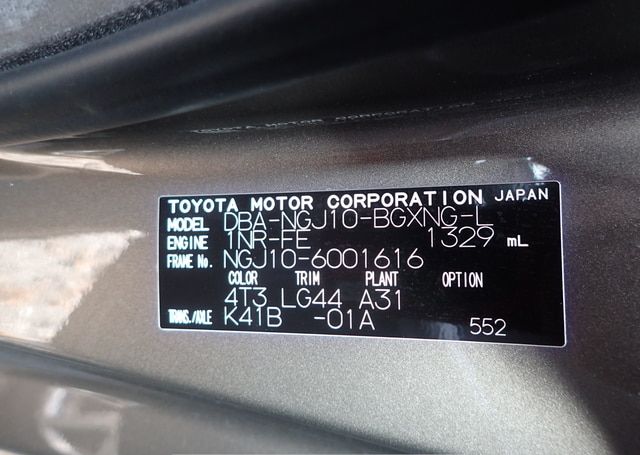 TOYOTA MOTOR CORPORATION JAPAN
MODEL DBA-NGJ10-BGXNG-L
ENGINE 1NR-FE 1329 mL
FRAME No. NGJ10-6001616
COLOR TRIM PLANT OPTION
4T3 LG44 A31
TRANS./AXLE K41B -01A 552